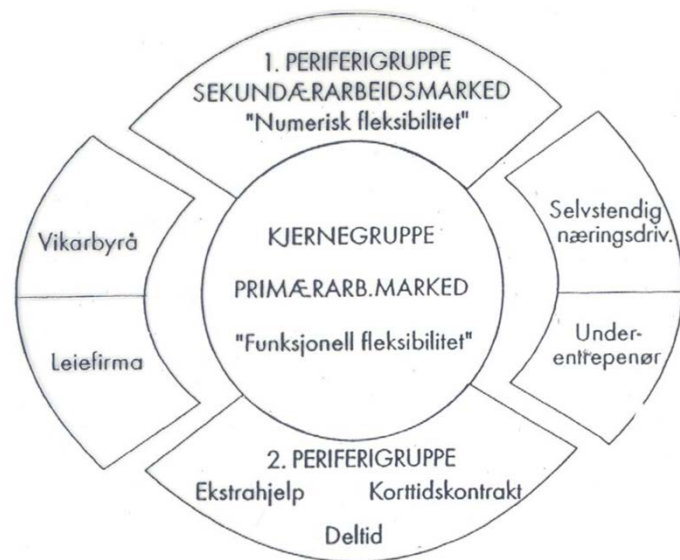 1. PERIFERIGRUPPE
SEKUNDÆRARBEIDSMARKED
"Numerisk fleksibilitet"
Vikarbyrå
Leiefirma
KJERNEGRUPPE
PRIMÆRARB.MARKED
"Funksjonell fleksibilitet"
Selvstendig
næringsdriv.
Under-
entrepenør
2. PERIFERIGRUPPE
Ekstrahjelp Korttidskontrakt
Deltid